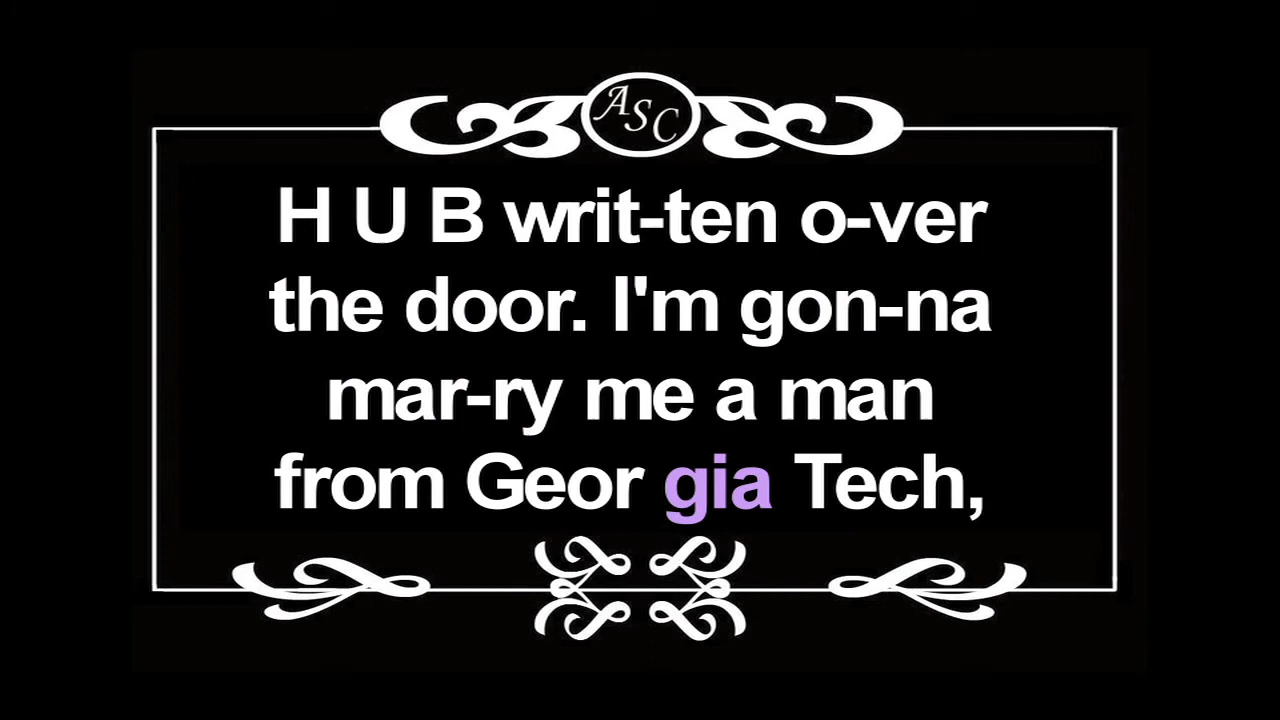 ASC
H U B writ-ten o-ver
the door. I'm gon-na
mar-ry me a man
from Geor gia Tech,